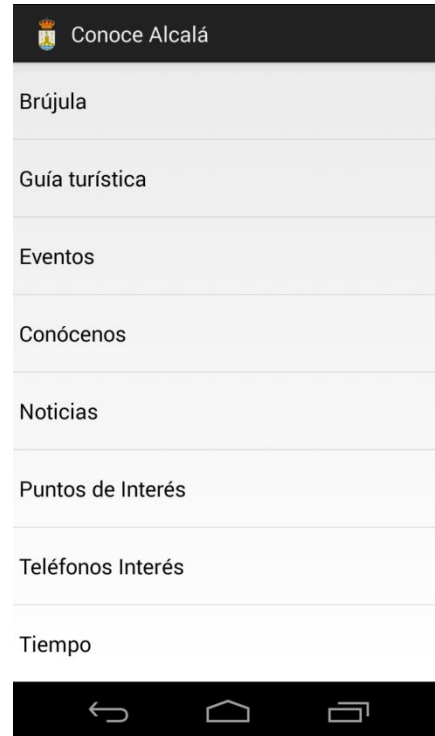 Conoce Alcalá
Brújula
Guía turística
Eventos
Conócenos
Noticias
Puntos de Interés
Teléfonos Interés
Tiempo